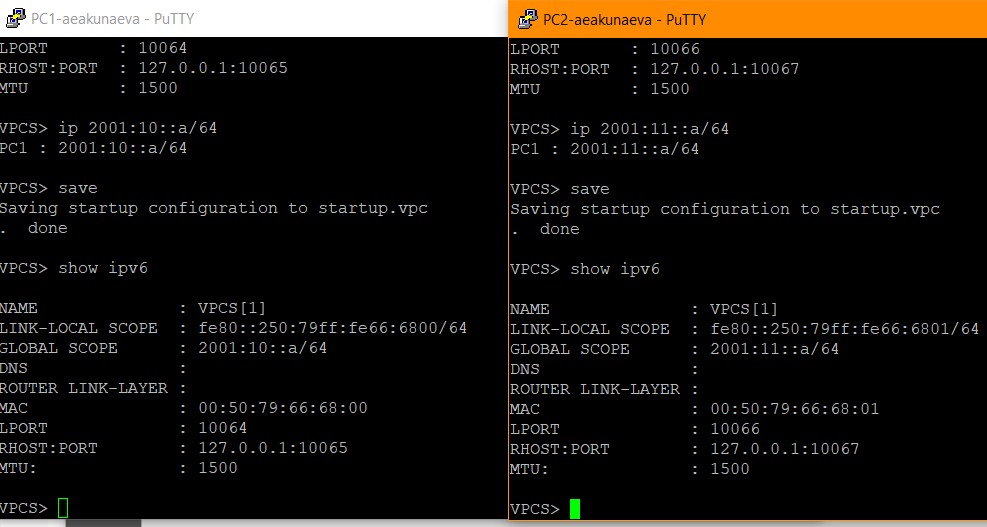 PC1-aeakunaeva - PuTTY
LPORT       : 10064
RHOST:PORT  : 127.0.0.1:10065
MTU         : 1500
VPCS> ip 2001:10::a/64
PC1 : 2001:10::a/64
VPCS> save
Saving startup configuration to startup.vpc
.  done
VPCS> show ipv6
NAME              : VPCS[1]
LINK-LOCAL SCOPE  : fe80::250:79ff:fe66:6800/64
GLOBAL SCOPE      : 2001:10::a/64
DNS               :
ROUTER LINK-LAYER :
MAC               : 00:50:79:66:68:00
LPORT             : 10064
RHOST:PORT        : 127.0.0.1:10065
MTU:              : 1500
VPCS>
PC2-aeakunaeva - PuTTY
LPORT       : 10066
RHOST:PORT  : 127.0.0.1:10067
MTU         : 1500
VPCS> ip 2001:11::a/64
PC1 : 2001:11::a/64
VPCS> save
Saving startup configuration to startup.vpc
.  done
VPCS> show ipv6
NAME              : VPCS[1]
LINK-LOCAL SCOPE  : fe80::250:79ff:fe66:6801/64
GLOBAL SCOPE      : 2001:11::a/64
DNS               :
ROUTER LINK-LAYER :
MAC               : 00:50:79:66:68:01
LPORT             : 10066
RHOST:PORT        : 127.0.0.1:10067
MTU:              : 1500
VPCS>